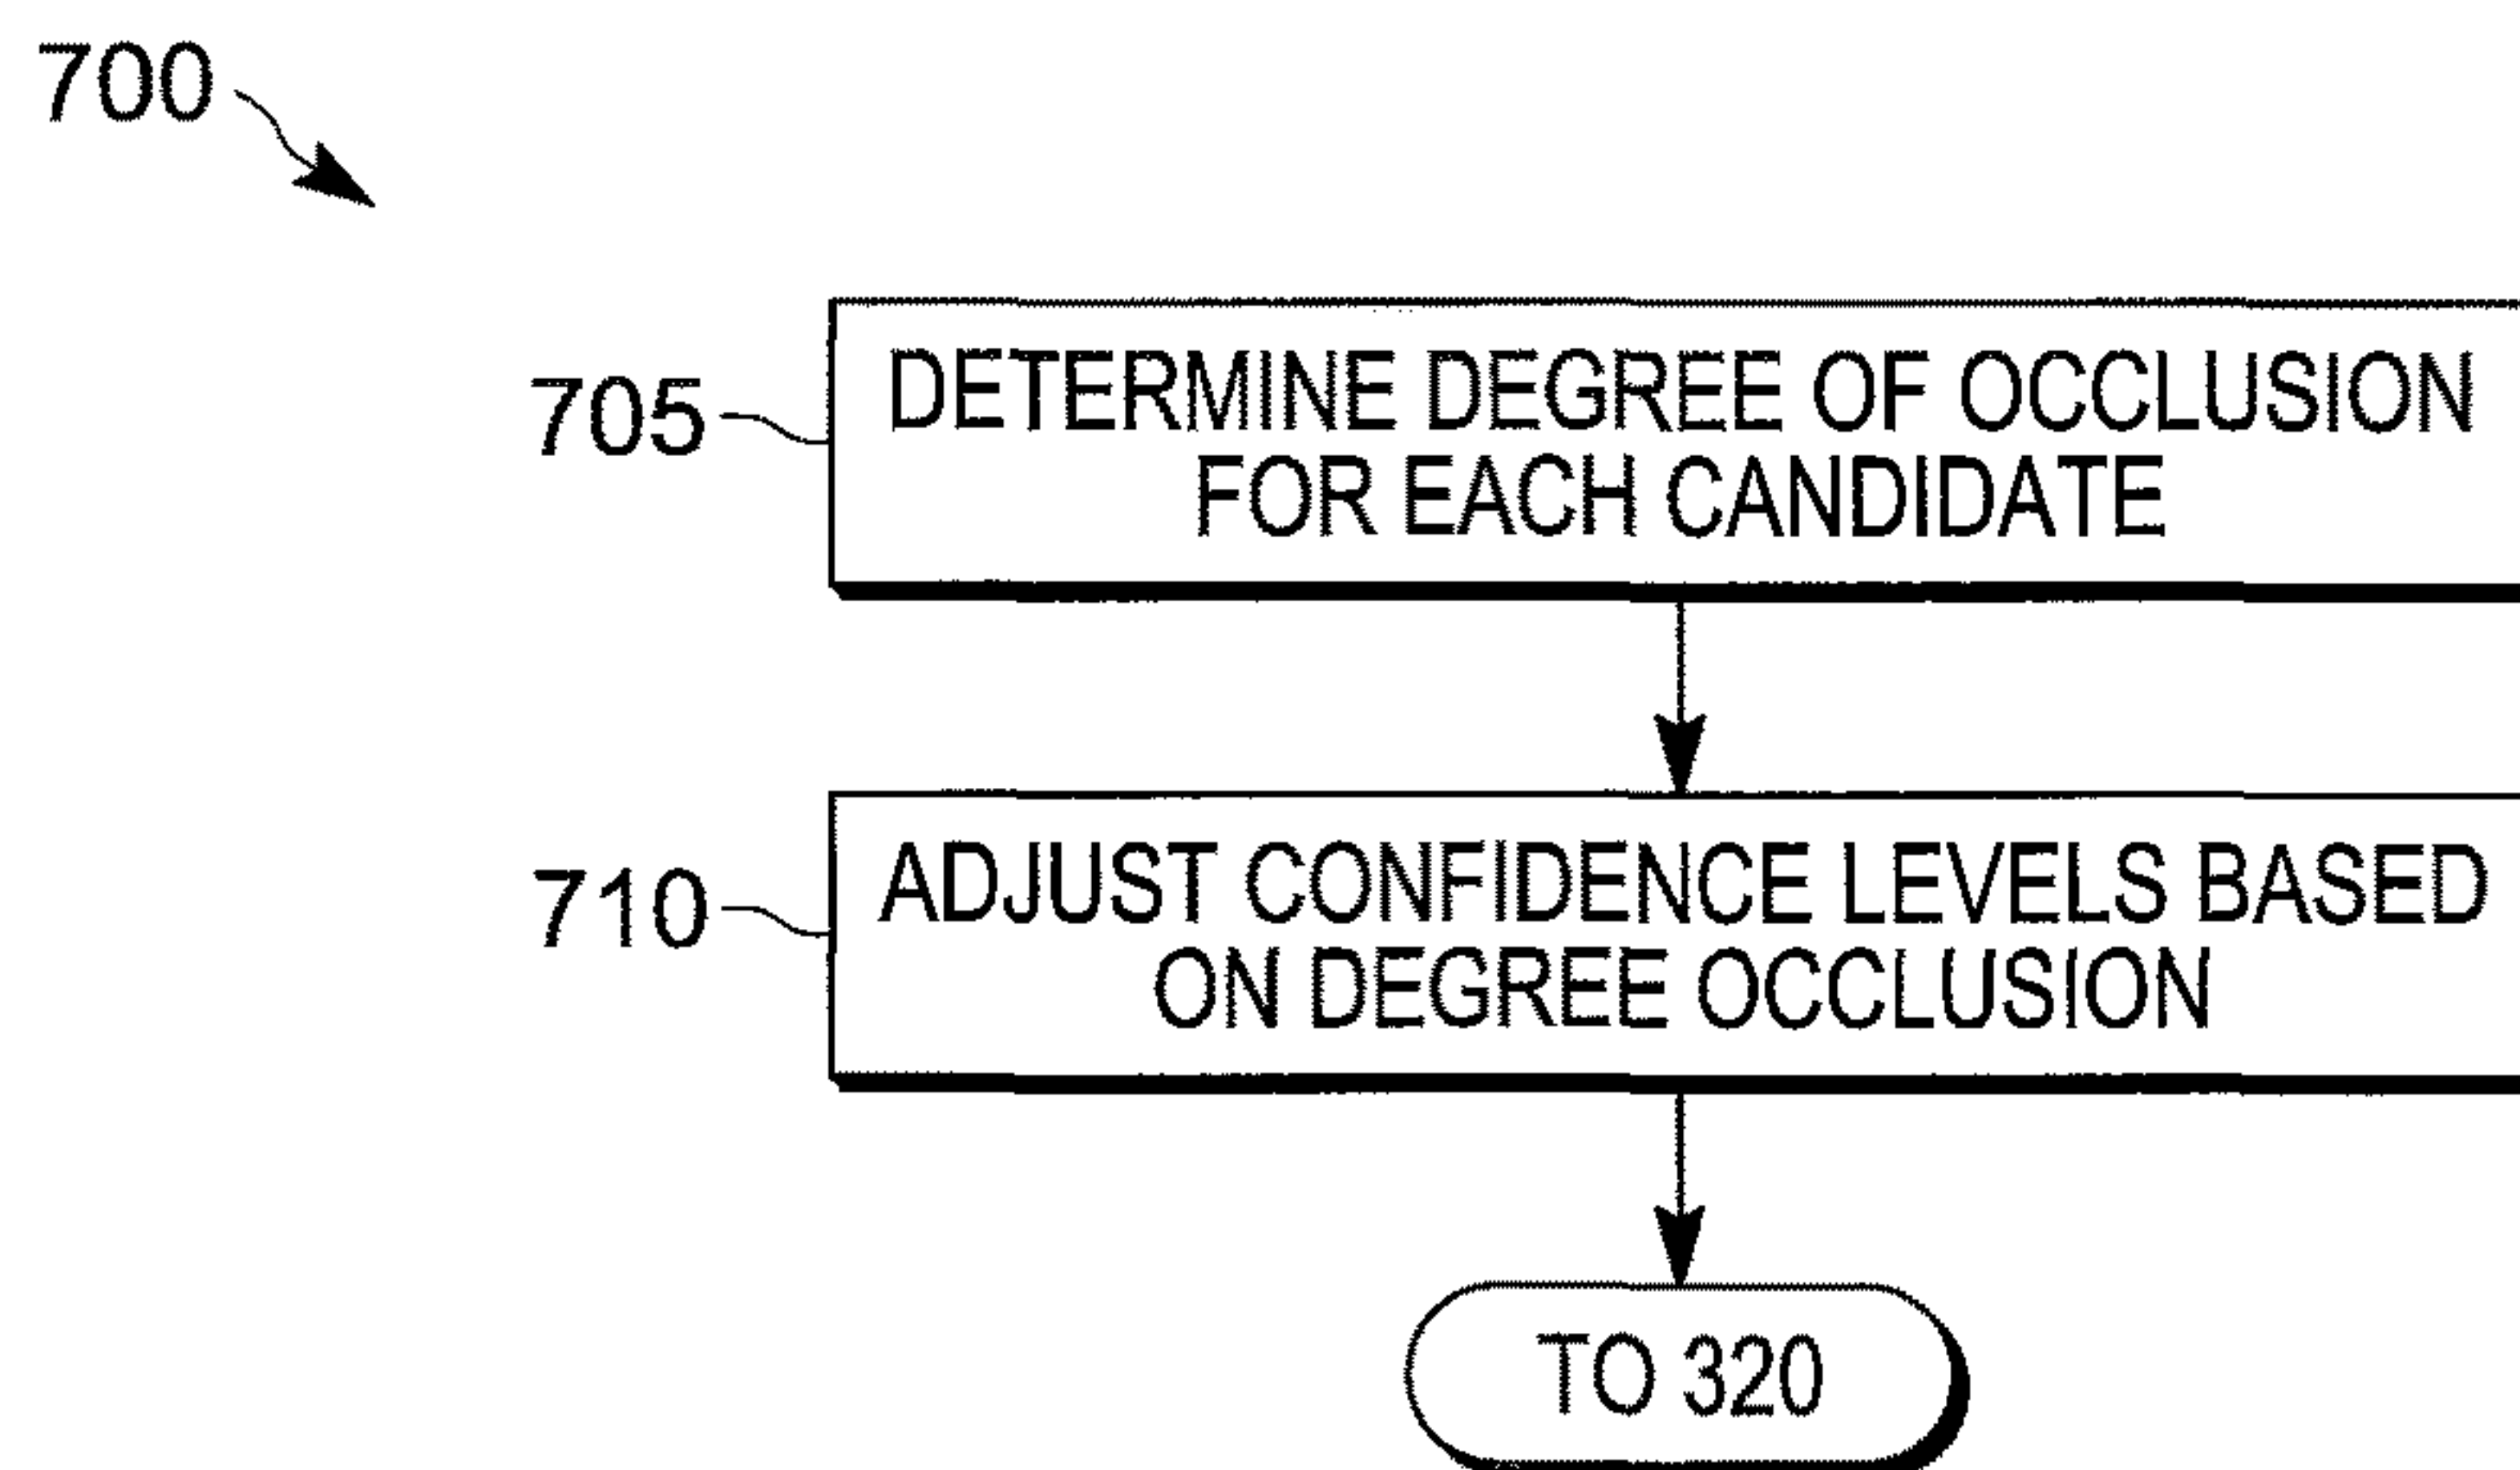 700
705
DETERMINE DEGREE OF OCCLUSION
FOR EACH CANDIDATE
710
ADJUST CONFIDENCE LEVELS BASED
ON DEGREE OCCLUSION
TO 320